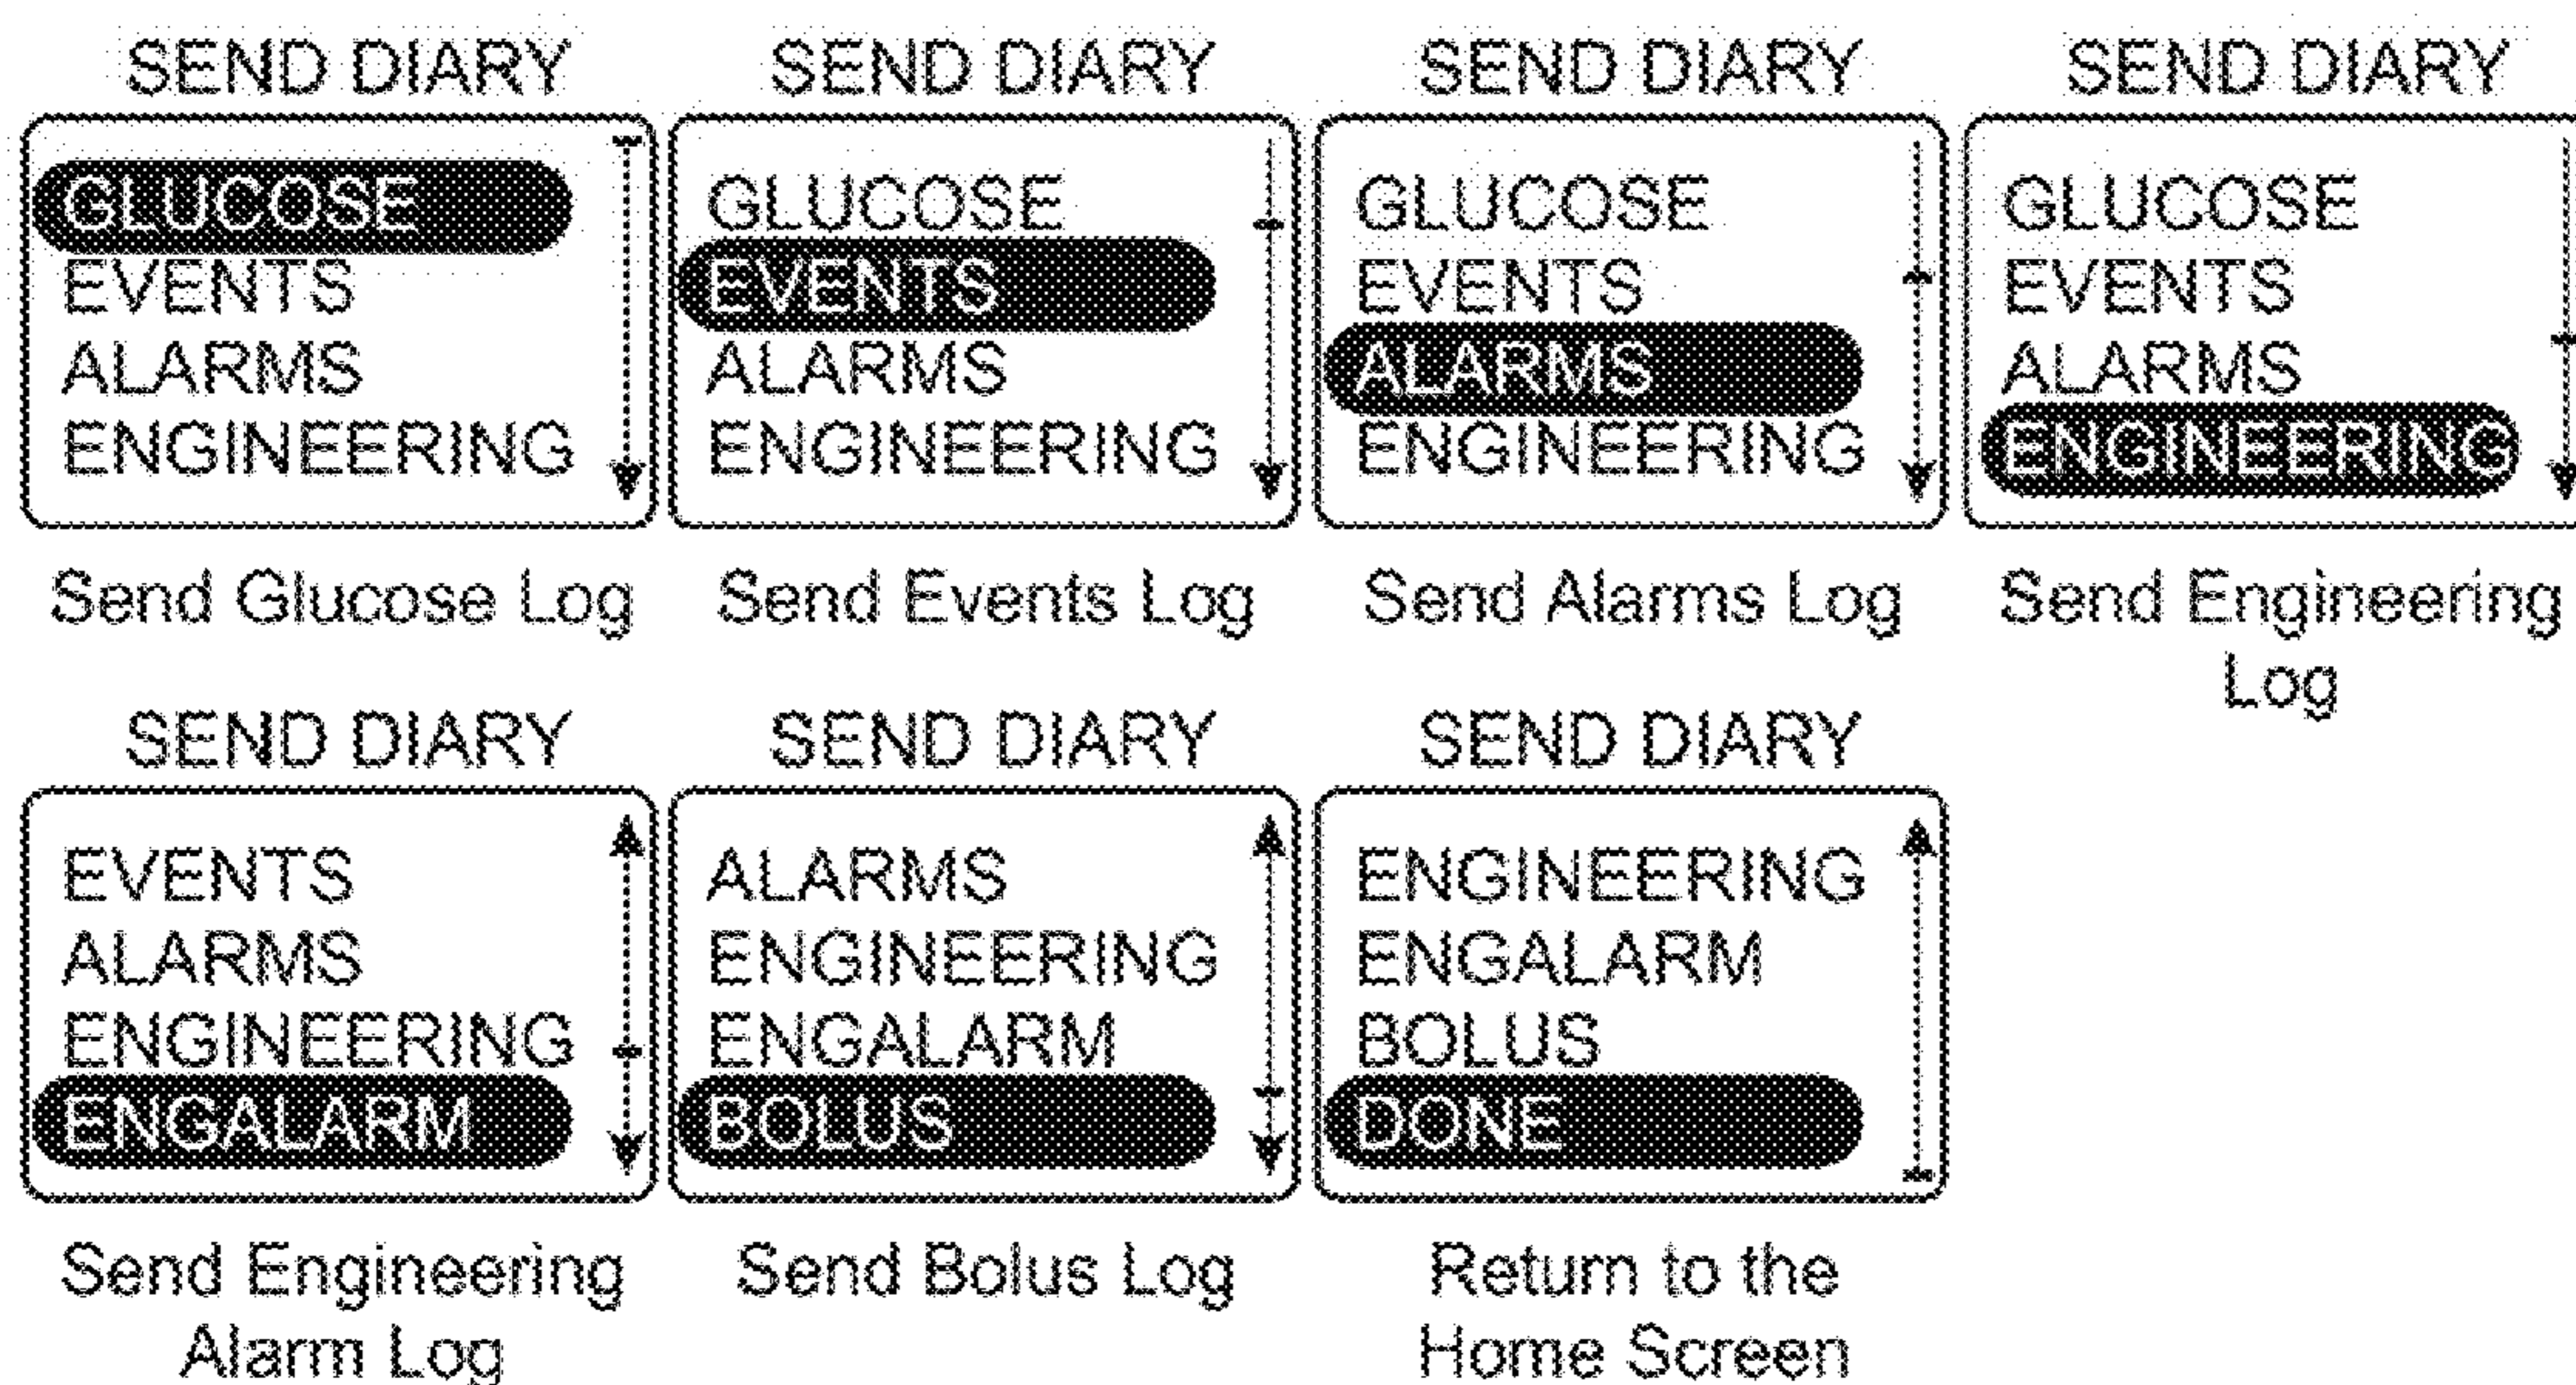 SEND DIARY
GLUCOSE
EVENTS
ALARMS
ENGINEERING
Send Glucose Log
SEND DIARY
GLUCOSE
EVENTS
ALARMS
ENGINEERING
Send Events Log
SEND DIARY
GLUCOSE
EVENTS
ALARMS
ENGINEERING
Send Alarms Log
SEND DIARY
GLUCOSE
EVENTS
ALARMS
ENGINEERING
Send Engineering
Log
SEND DIARY
EVENTS
ALARMS
ENGINEERING
ENGALARM
Send Engineering
Alarm Log
SEND DIARY
ALARMS
ENGINEERING
ENGALARM
BOLUS
Send Bolus Log
SEND DIARY
ENGINEERING
ENGALARM
BOLUS
DONE
Return to the
Home Screen